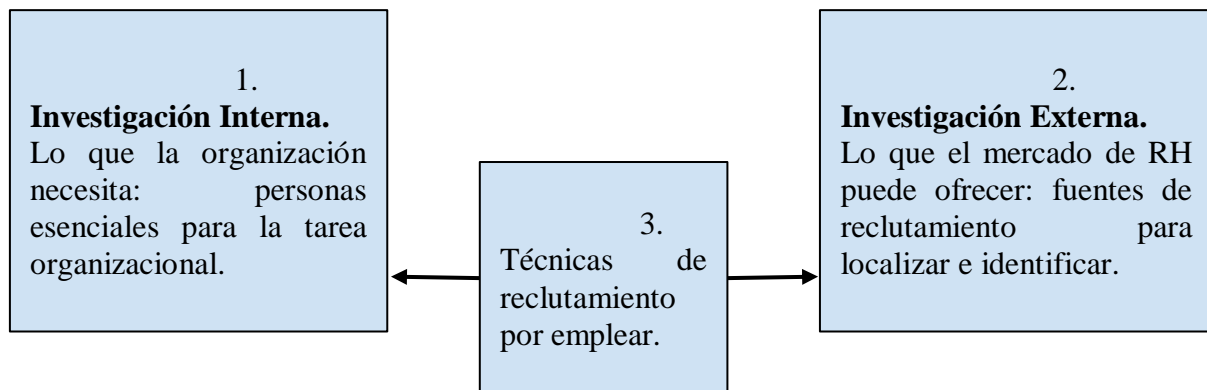 1.
Investigación Interna.
Lo que la organización
necesita: personas
esenciales para la tarea
organizacional.
2.
Investigación Externa.
Lo que el mercado de RH
puede ofrecer: fuentes de
reclutamiento para
localizar e identificar.
3.
Técnicas de
reclutamiento
por emplear.